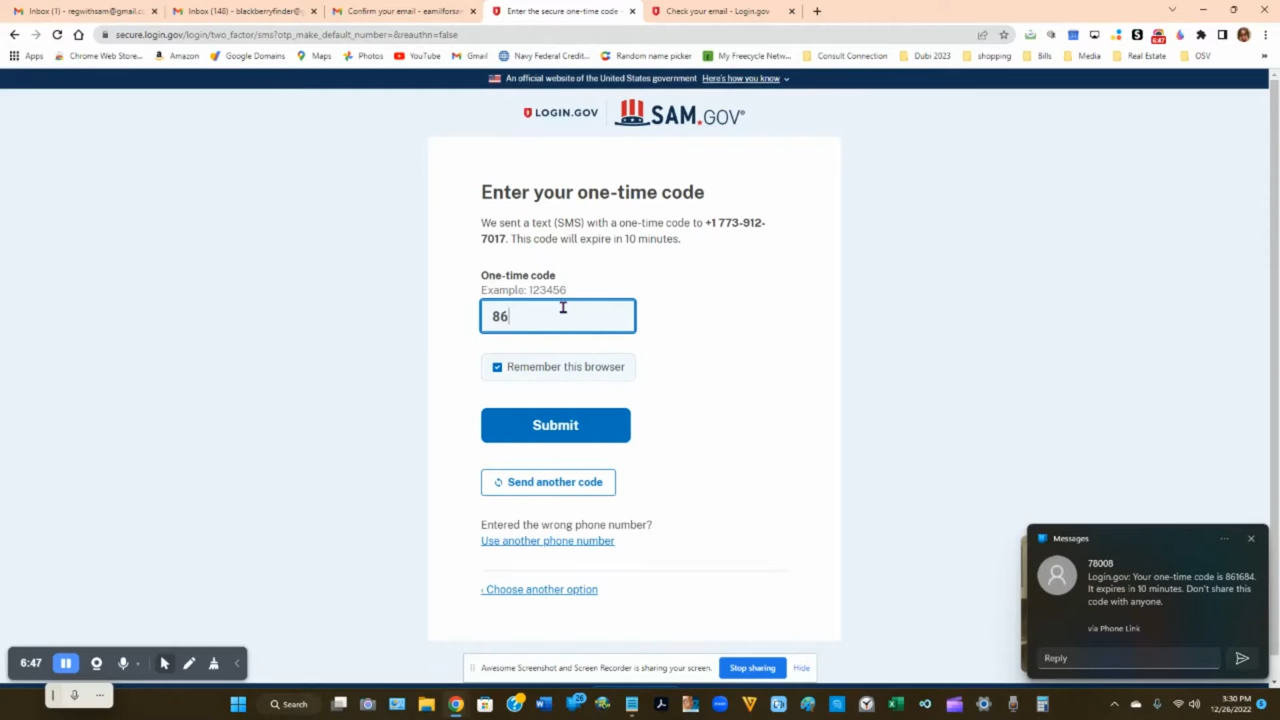 Inbox (1) - regwithsam@gmail.co
Inbox (148) - blackberryfinder@g
Confirm your email - eamilforsa
Enter the secure one-time code -
Check your email - Login.gov
secure.login.gov/login/two_factor/sms?otp_make_default_number=&reauthn=false
Apps
Chrome Web Store...
Amazon
Google Domains
Maps
Photos
YouTube
Gmail
Navy Federal Credit...
Random name picker
My Freecycle Netw...
Consult Connection
Dubi 2023
shopping
Bills
Media
Real Estate
OSV
»
An official website of the United States government Here's how you know
LOGIN.GOV
SAM.GOV®
Enter your one-time code
We sent a text (SMS) with a one-time code to +1 773-912-
7017. This code will expire in 10 minutes.
One-time code
Example: 123456
86
Remember this browser
Submit
Send another code
Entered the wrong phone number?
Use another phone number
‹ Choose another option
Messages
78008
Login.gov: Your one-time code is 861684.
It expires in 10 minutes. Don't share this
code with anyone.
via Phone Link
Reply
6:47
Awesome Screenshot and Screen Recorder is sharing your screen.
Stop sharing
Hide
Search
26
3:30 PM
12/26/2022